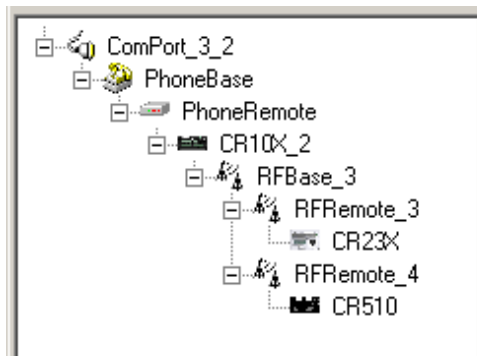 ComPort_3_2
PhoneBase
PhoneRemote
CR10X_2
RFBase_3
RFRemote_3
CR23X
RFRemote_4
CR510